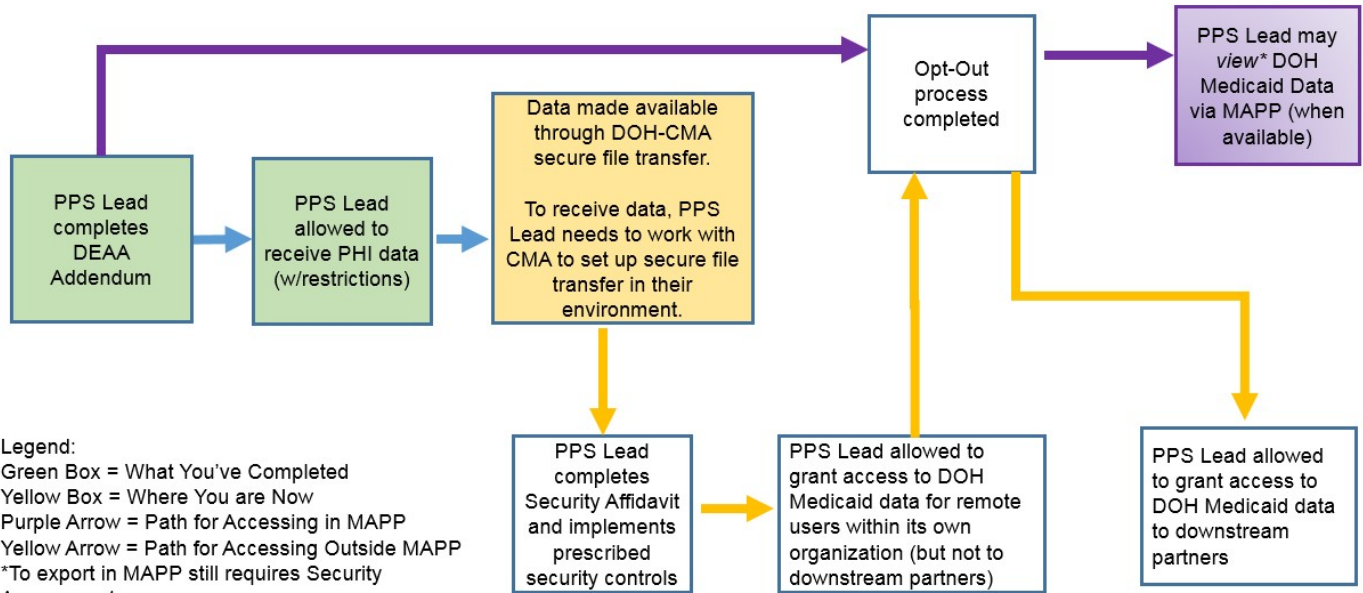 PPS Lead
completes
DEAA
Addendum
PPS Lead
allowed to
receive PHI data
(w/restrictions)
Data made available
through DOH-CMA
secure file transfer.
To receive data, PPS
Lead needs to work with
CMA to set up secure file
transfer in their
environment.
Opt-Out
process
completed
PPS Lead may
view* DOH
Medicaid Data
via MAPP (when
available)
PPS Lead
completes
Security Affidavit
and implements
prescribed
security controls
PPS Lead allowed to
grant access to DOH
Medicaid data for remote
users within its own
organization (but not to
downstream partners)
PPS Lead allowed
to grant access to
DOH Medicaid data
to downstream
partners
Legend:
Green Box = What You’ve Completed
Yellow Box = Where You are Now
Purple Arrow = Path for Accessing in MAPP
Yellow Arrow = Path for Accessing Outside MAPP
*To export in MAPP still requires Security